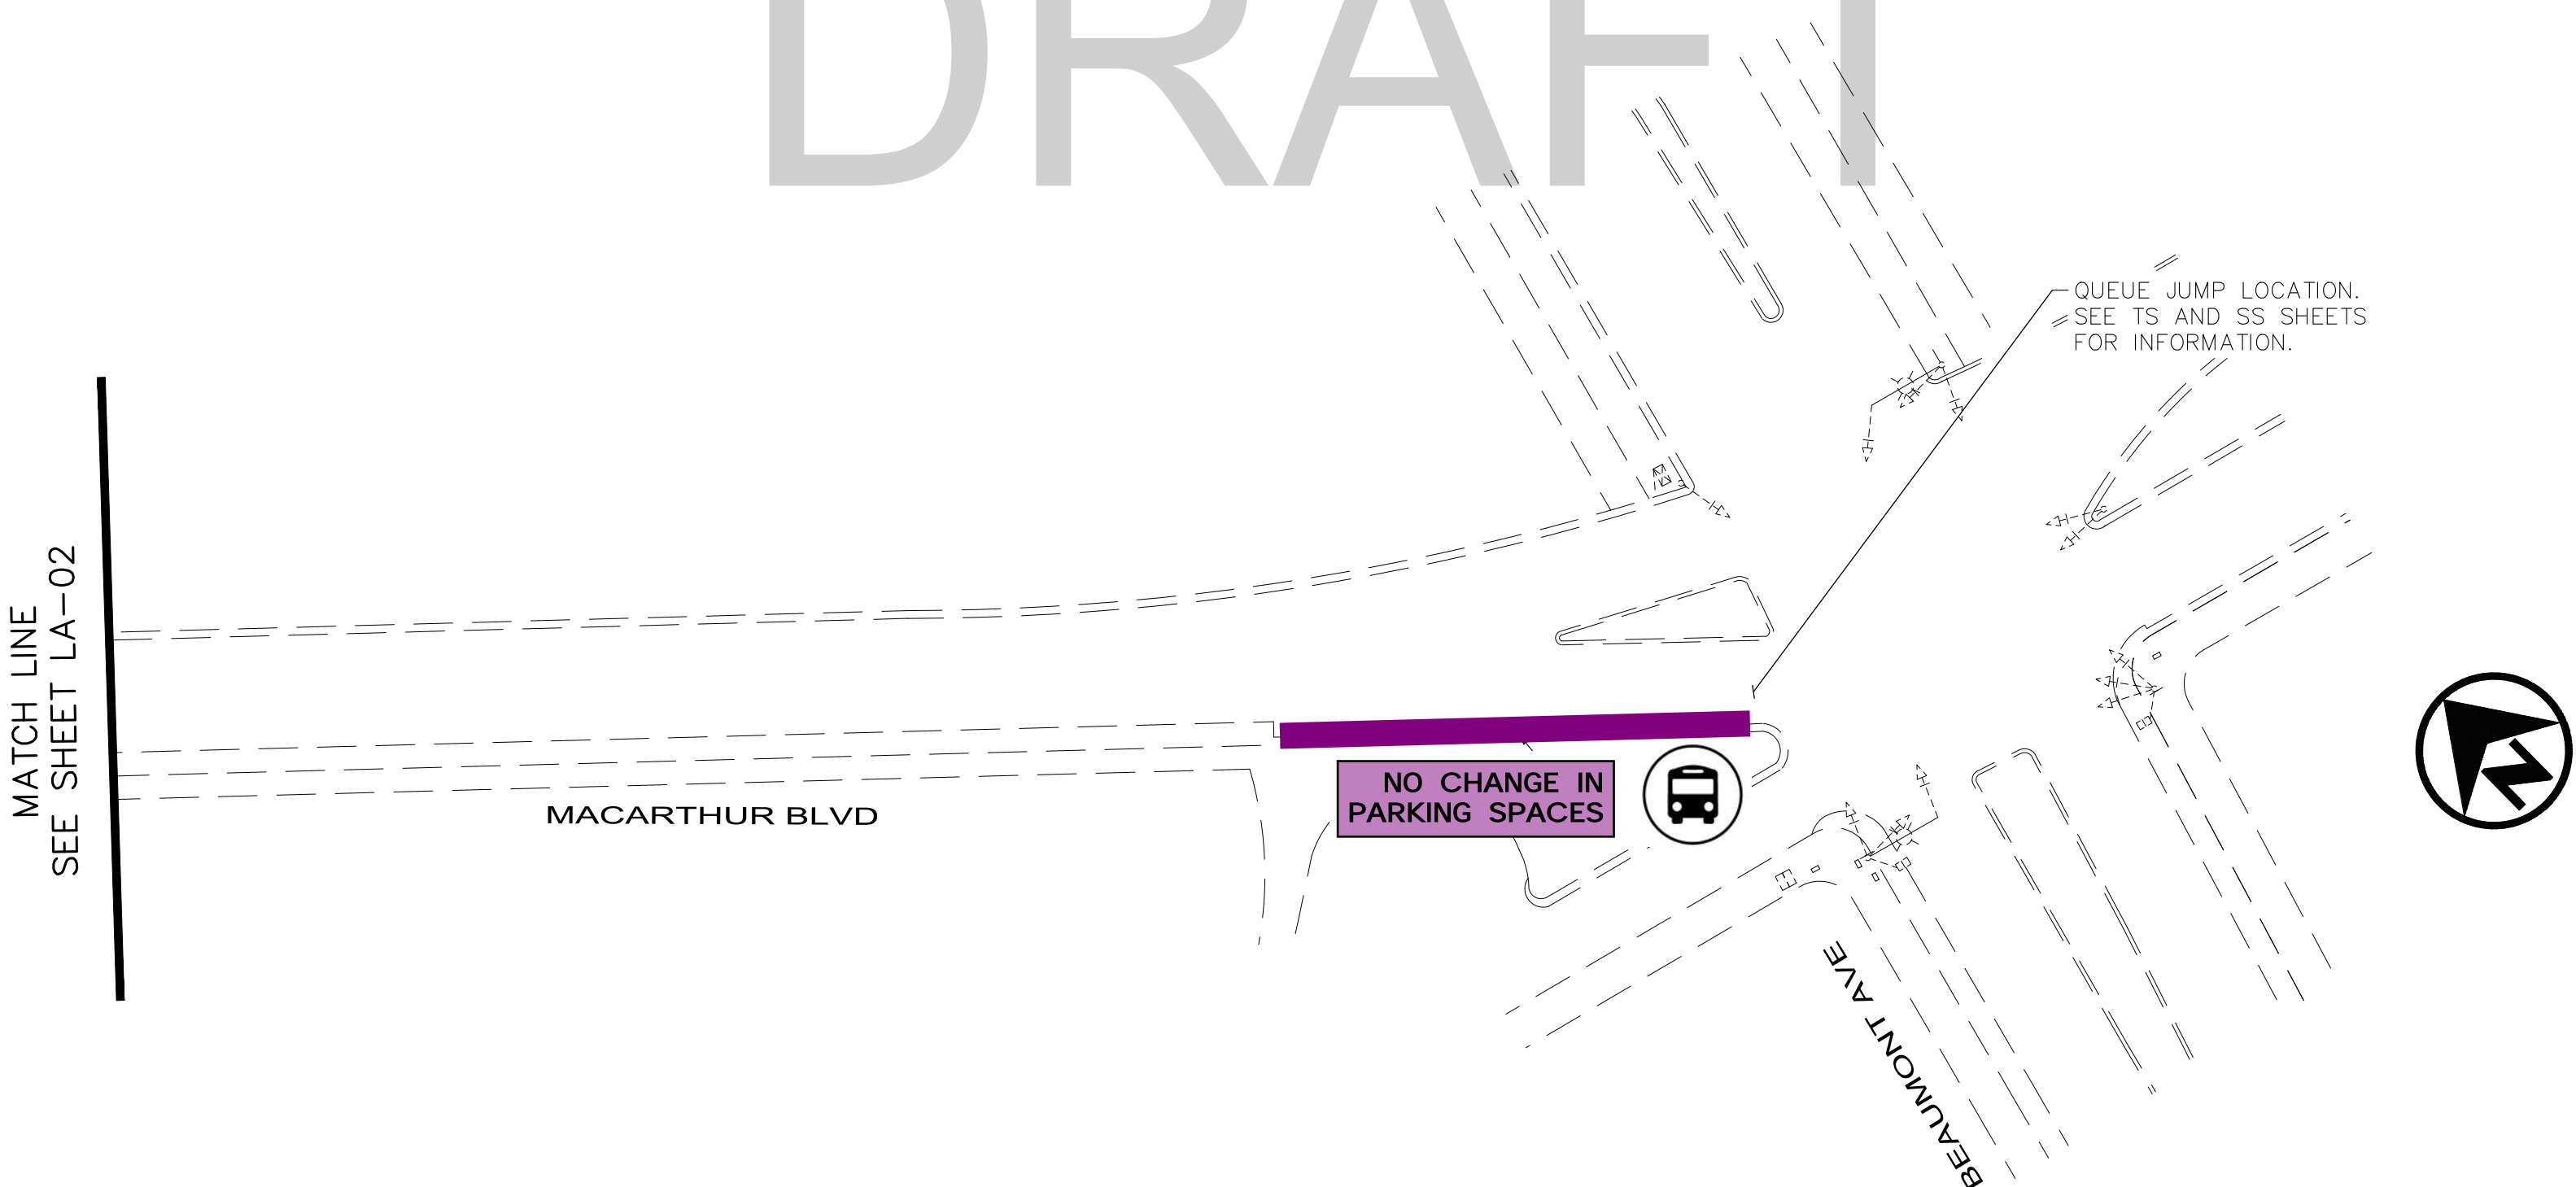 DRAFT
QUEUE JUMP LOCATION.
SEE TS AND SS SHEETS
FOR INFORMATION.
MATCH LINE
SEE SHEET LA-02
NO CHANGE IN
PARKING SPACES
MACARTHUR BLVD
BEAUMONT AVE
N